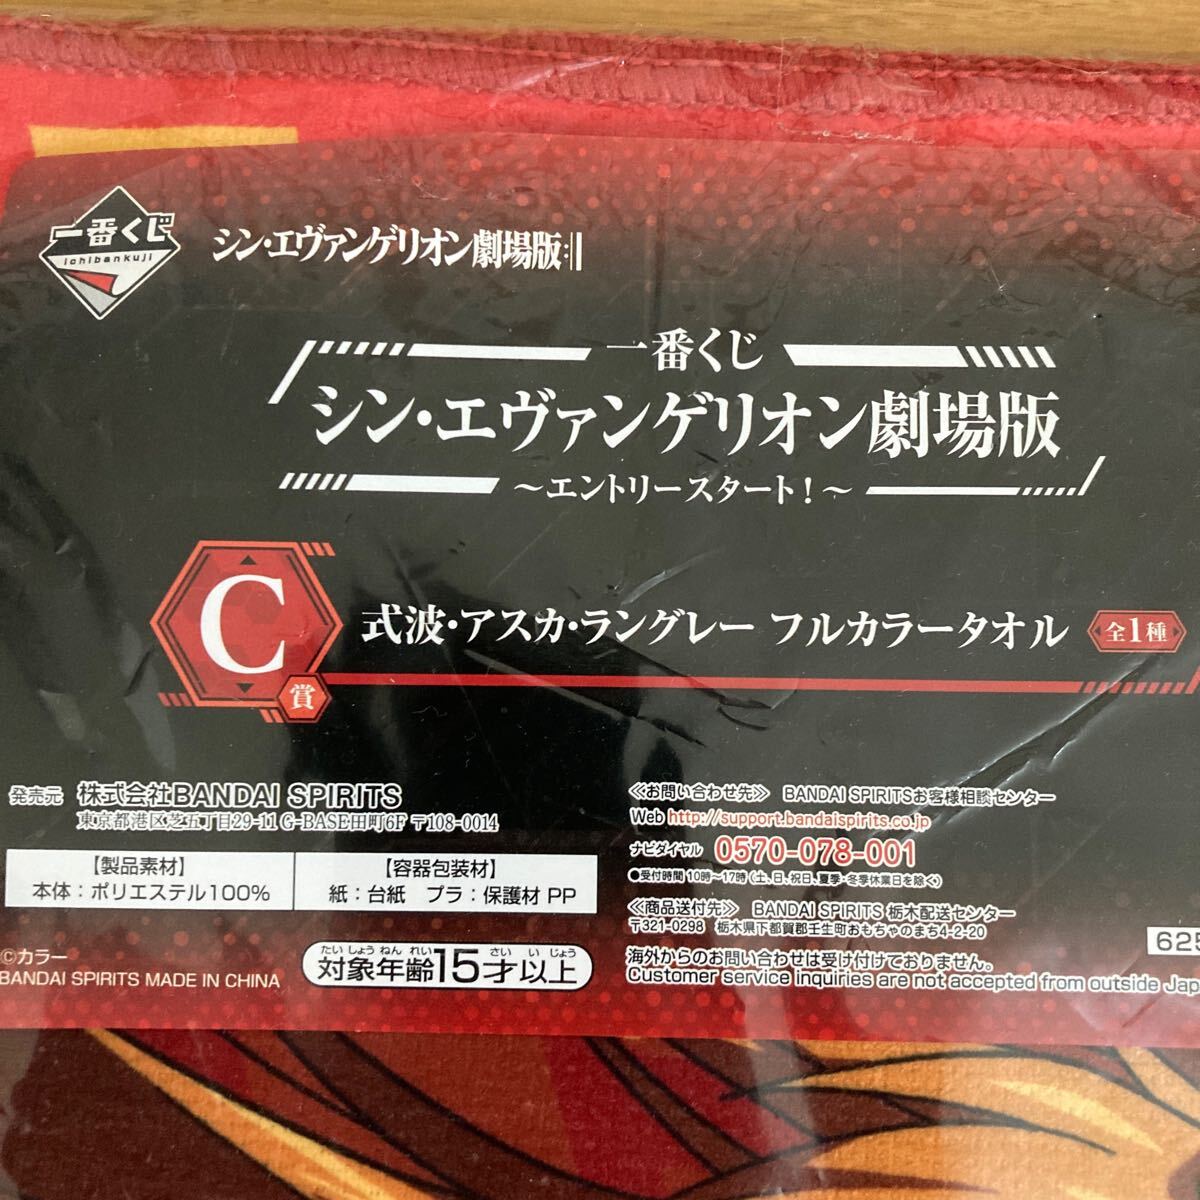 一番くじ
ichibankuji
シン・エヴァンゲリオン劇場版:||
一番くじ
シン・エヴァンゲリオン劇場版
～エントリースタート！～
C
賞
式波・アスカ・ラングレー フルカラータオル
全1種
発売元 株式会社BANDAI SPIRITS
東京都港区芝五丁目29-11 G-BASE田町6F 〒108-0014
【製品素材】
本体：ポリエステル100%
【容器包装材】
紙：台紙 プラ：保護材 PP
©カラー
BANDAI SPIRITS MADE IN CHINA
たいしょうねんれい さい いじょう
対象年齢15才以上
≪お問い合わせ先≫ BANDAI SPIRITSお客様相談センター
Web http://support.bandaispirits.co.jp
ナビダイヤル 0570-078-001
●受付時間 10時～17時(土、日、祝日、夏季・冬季休業日を除く)
≪商品送付先≫ BANDAI SPIRITS 栃木配送センター
〒321-0298 栃木県下都賀郡壬生町おもちゃのまち4-2-20
海外からのお問い合わせは受け付けておりません。
Customer service inquiries are not accepted from outside Jap